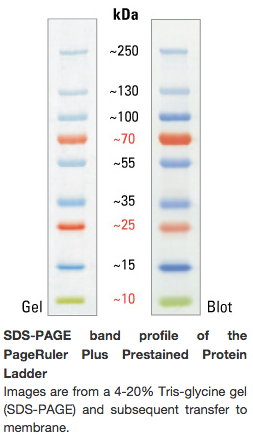 kDa
~250
~130
~100
~70
~55
~35
~25
~15
~10
Gel
Blot
SDS-PAGE band profile of the
PageRuler Plus Prestained Protein
Ladder
Images are from a 4-20% Tris-glycine gel
(SDS-PAGE) and subsequent transfer to
membrane.